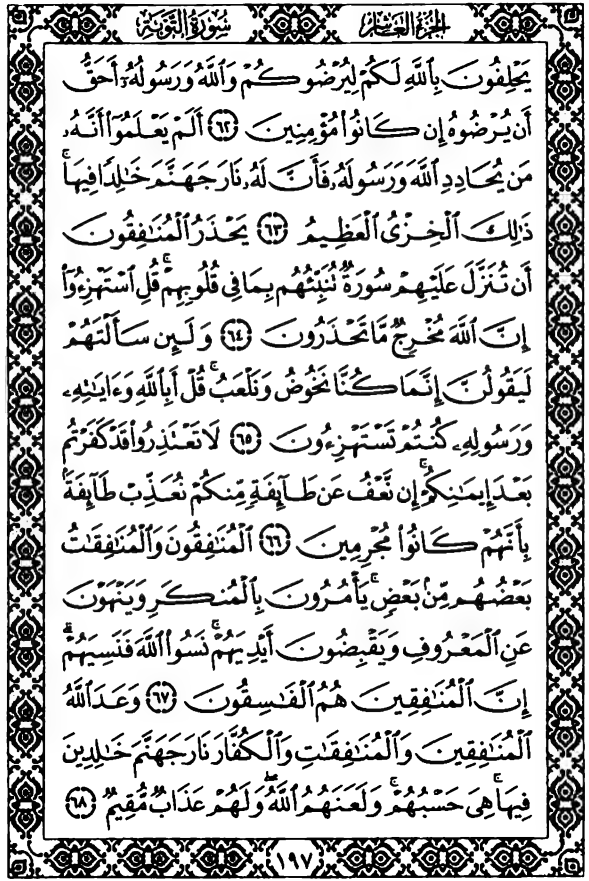 الجزء العاشر
سورة التوبة
يَحْلِفُونَ بِٱللَّهِ لَكُمْ لِيُرْضُوكُمْ وَٱللَّهُ وَرَسُولُهُۥٓ أَحَقُّ
أَن يُرْضُوهُ إِن كَانُوا۟ مُؤْمِنِينَ ٦٢ أَلَمْ يَعْلَمُوٓا۟ أَنَّهُۥ
مَن يُحَادِدِ ٱللَّهَ وَرَسُولَهُۥ فَأَنَّ لَهُۥ نَارَ جَهَنَّمَ خَٰلِدًا فِيهَاۚ
ذَٰلِكَ ٱلْخِزْىُ ٱلْعَظِيمُ ٦٣ يَحْذَرُ ٱلْمُنَٰفِقُونَ
أَن تُنَزَّلَ عَلَيْهِمْ سُورَةٌ تُنَبِّئُهُم بِمَا فِى قُلُوبِهِمْۚ قُلِ ٱسْتَهْزِءُوٓا۟
إِنَّ ٱللَّهَ مُخْرِجٌ مَّا تَحْذَرُونَ ٦٤ وَلَئِن سَأَلْتَهُمْ
لَيَقُولُنَّ إِنَّمَا كُنَّا نَخُوضُ وَنَلْعَبُۚ قُلْ أَبِٱللَّهِ وَءَايَٰتِهِۦ
وَرَسُولِهِۦ كُنتُمْ تَسْتَهْزِءُونَ ٦٥ لَا تَعْتَذِرُوا۟ قَدْ كَفَرْتُم
بَعْدَ إِيمَٰنِكُمْۚ إِن نَّعْفُ عَن طَآئِفَةٍ مِّنكُمْ نُعَذِّبْ طَآئِفَةًۢ
بِأَنَّهُمْ كَانُوا۟ مُجْرِمِينَ ٦٦ ٱلْمُنَٰفِقُونَ وَٱلْمُنَٰفِقَٰتُ
بَعْضُهُم مِّنۢ بَعْضٍۚ يَأْمُرُونَ بِٱلْمُنكَرِ وَيَنْهَوْنَ
عَنِ ٱلْمَعْرُوفِ وَيَقْبِضُونَ أَيْدِيَهُمْۚ نَسُوا۟ ٱللَّهَ فَنَسِيَهُمْۗ
إِنَّ ٱلْمُنَٰفِقِينَ هُمُ ٱلْفَٰسِقُونَ ٦٧ وَعَدَ ٱللَّهُ
ٱلْمُنَٰفِقِينَ وَٱلْمُنَٰفِقَٰتِ وَٱلْكُفَّارَ نَارَ جَهَنَّمَ خَٰلِدِينَ
فِيهَاۚ هِىَ حَسْبُهُمْۚ وَلَعَنَهُمُ ٱللَّهُۖ وَلَهُمْ عَذَابٌ مُّقِيمٌ ٦٨
١٩٧